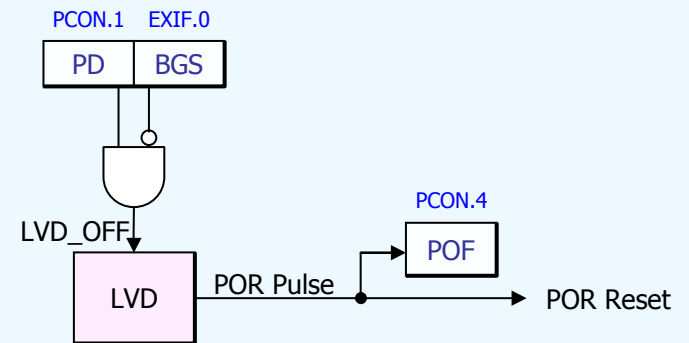 PCON.1 EXIF.0
PD BGS
PCON.4
LVD_OFF
POF
LVD
POR Pulse
POR Reset